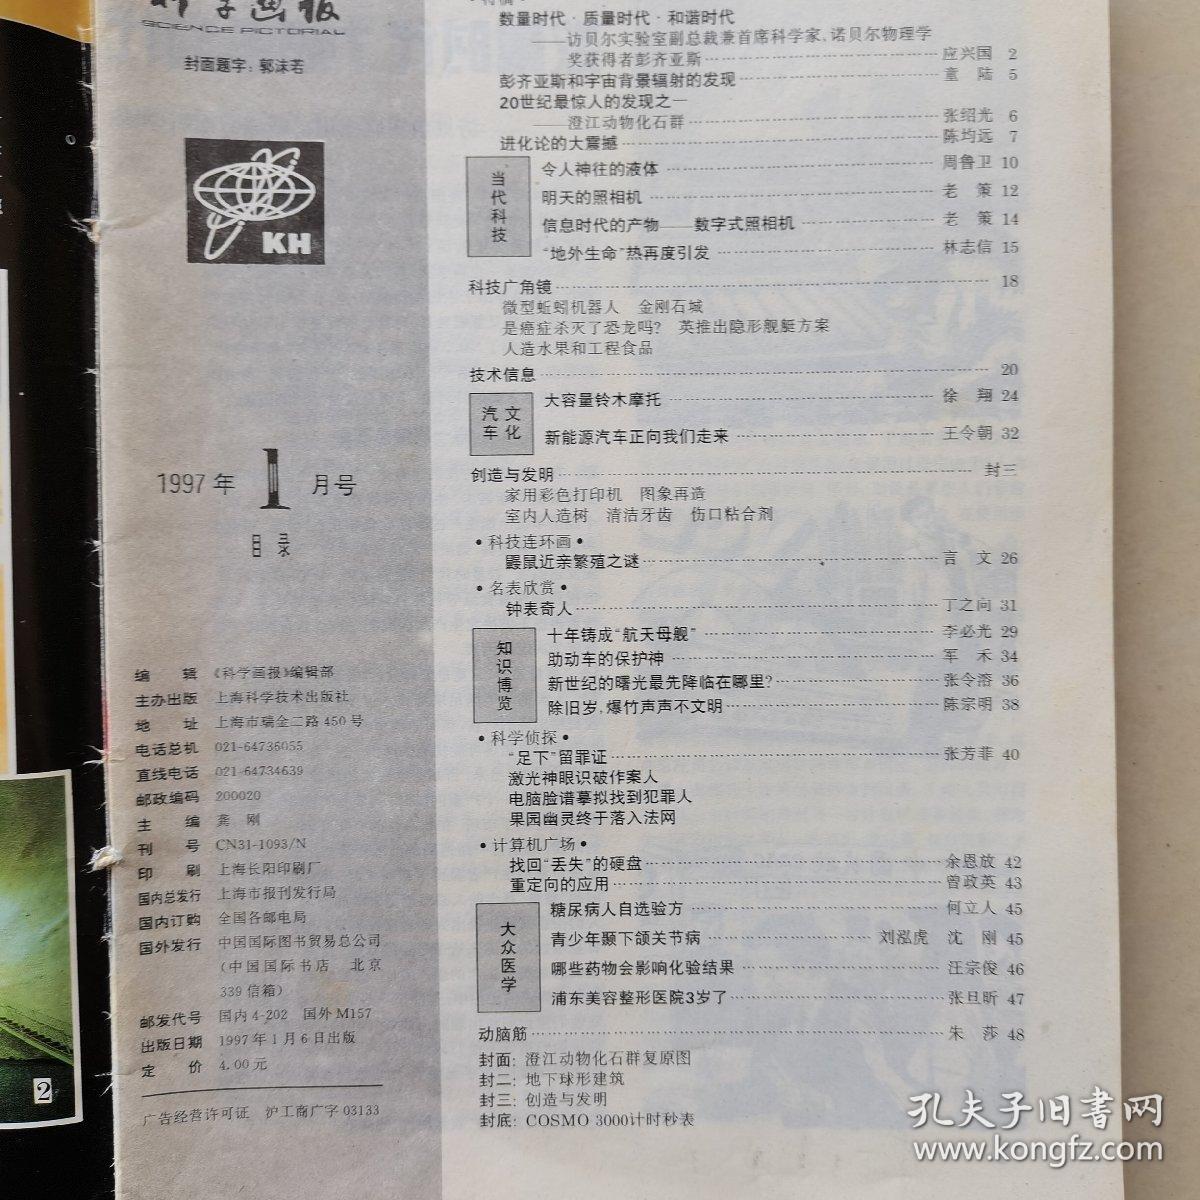 科学画报
SCIENCE PICTORIAL
封面题字：郭沫若
KH
1997年 1 月号
目录
编辑 《科学画报》编辑部
主办出版 上海科学技术出版社
地址 上海市瑞金二路450号
电话总机 021-64736055
直线电话 021-64734639
邮政编码 200020
主编 龚刚
刊号 CN31-1093/N
印刷 上海长阳印刷厂
国内总发行 上海市报刊发行局
国内订购 全国各邮电局
国外发行 中国国际图书贸易总公司
（中国国际书店 北京
339信箱）
邮发代号 国内4-202 国外M157
出版日期 1997年1月6日出版
定价 4.00元
广告经营许可证 沪工商广字03133
数量时代·质量时代·和谐时代
——访贝尔实验室副总裁兼首席科学家、诺贝尔物理学
奖获得者彭齐亚斯 应兴国 2
彭齐亚斯和宇宙背景辐射的发现 童陆 5
20世纪最惊人的发现之一
——澄江动物化石群 张绍光 6
进化论的大震撼 陈均远 7
当代科技
令人神往的液体 周鲁卫 10
明天的照相机 老策 12
信息时代的产物——数字式照相机 老策 14
“地外生命”热再度引发 林志信 15
科技广角镜 18
微型蚯蚓机器人 金刚石城
是癌症杀灭了恐龙吗？ 英推出隐形舰艇方案
人造水果和工程食品
技术信息 20
汽车文化
大容量铃木摩托 徐翔 24
新能源汽车正向我们走来 王令朝 32
创造与发明 封三
家用彩色打印机 图象再造
室内人造树 清洁牙齿 伤口粘合剂
·科技连环画·
鼹鼠近亲繁殖之谜 言文 26
·名表欣赏·
钟表奇人 丁之向 31
知识博览
十年铸成“航天母舰” 李必光 29
助动车的保护神 军禾 34
新世纪的曙光最先降临在哪里？ 张令溶 36
除旧岁，爆竹声声不文明 陈宗明 38
·科学侦探·
“足下”留罪证 张芳菲 40
激光神眼识破作案人
电脑脸谱摹拟找到犯罪人
果园幽灵终于落入法网
·计算机广场·
找回“丢失”的硬盘 余恩放 42
重定向的应用 曾政英 43
大众医学
糖尿病人自选验方 何立人 45
青少年颞下颌关节病 刘泓虎 沈刚 45
哪些药物会影响化验结果 汪宗俊 46
浦东美容整形医院3岁了 张旦昕 47
动脑筋 朱莎 48
封面：澄江动物化石群复原图
封二：地下球形建筑
封三：创造与发明
封底：COSMO 3000计时秒表
2
孔夫子旧书网
www.kongfz.com